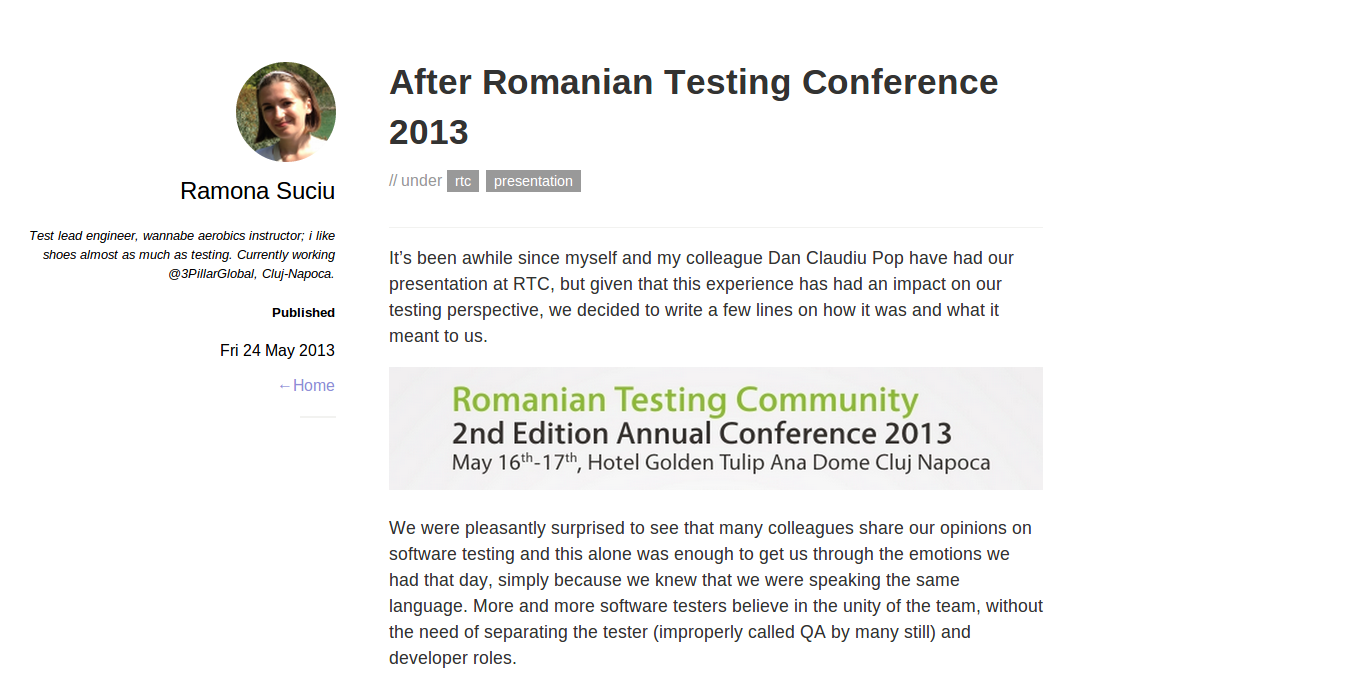 Ramona Suciu
Test lead engineer, wannabe aerobics instructor; i like
shoes almost as much as testing. Currently working
@3PillarGlobal, Cluj-Napoca.
Published
Fri 24 May 2013
←Home
After Romanian Testing Conference
2013
// under rtc presentation
It’s been awhile since myself and my colleague Dan Claudiu Pop have had our
presentation at RTC, but given that this experience has had an impact on our
testing perspective, we decided to write a few lines on how it was and what it
meant to us.
Romanian Testing Community
2nd Edition Annual Conference 2013
May 16th-17th, Hotel Golden Tulip Ana Dome Cluj Napoca
We were pleasantly surprised to see that many colleagues share our opinions on
software testing and this alone was enough to get us through the emotions we
had that day, simply because we knew that we were speaking the same
language. More and more software testers believe in the unity of the team, without
the need of separating the tester (improperly called QA by many still) and
developer roles.